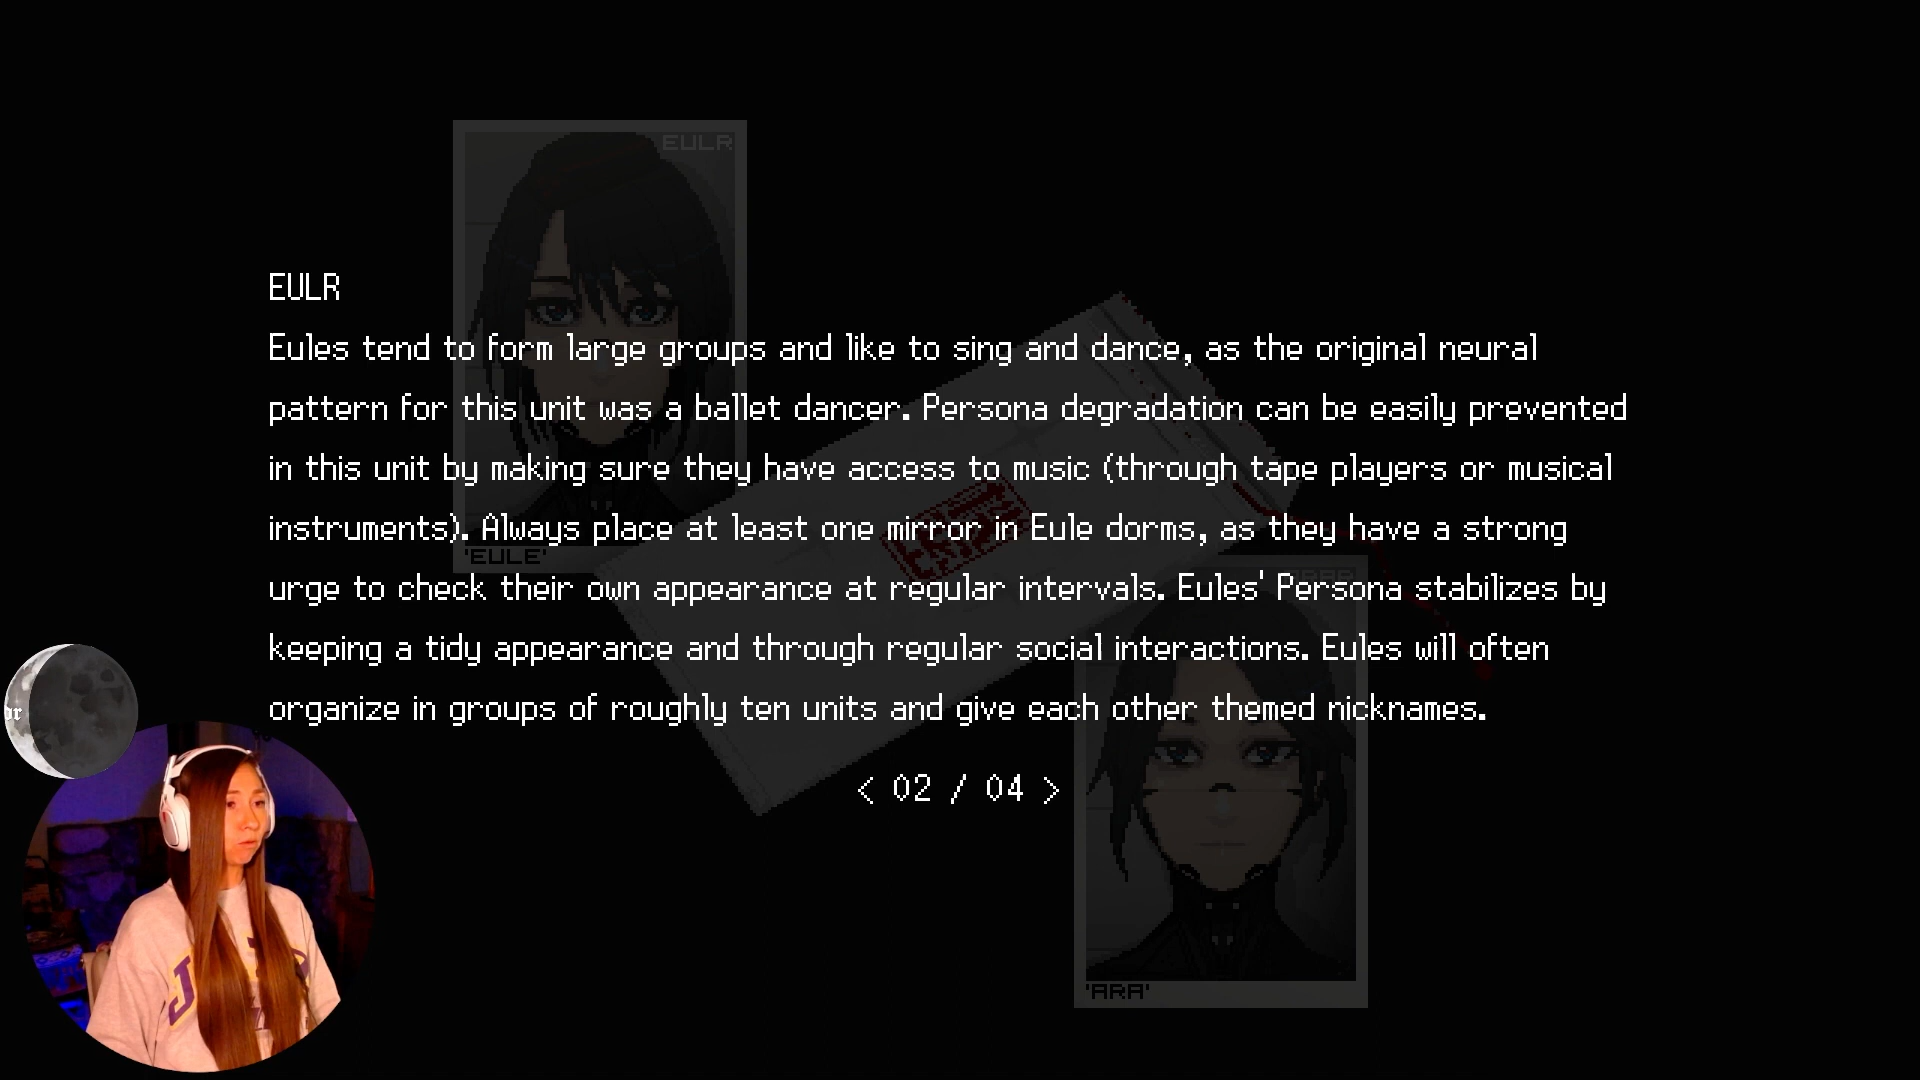 EULR
EULR
Eules tend to form large groups and like to sing and dance, as the original neural
pattern for this unit was a ballet dancer. Persona degradation can be easily prevented
in this unit by making sure they have access to music (through tape players or musical
instruments). Always place at least one mirror in Eule dorms, as they have a strong
'EULE'
urge to check their own appearance at regular intervals. Eules' Persona stabilizes by
keeping a tidy appearance and through regular social interactions. Eules will often
organize in groups of roughly ten units and give each other themed nicknames.
or
< 02 / 04 >
'ARA'